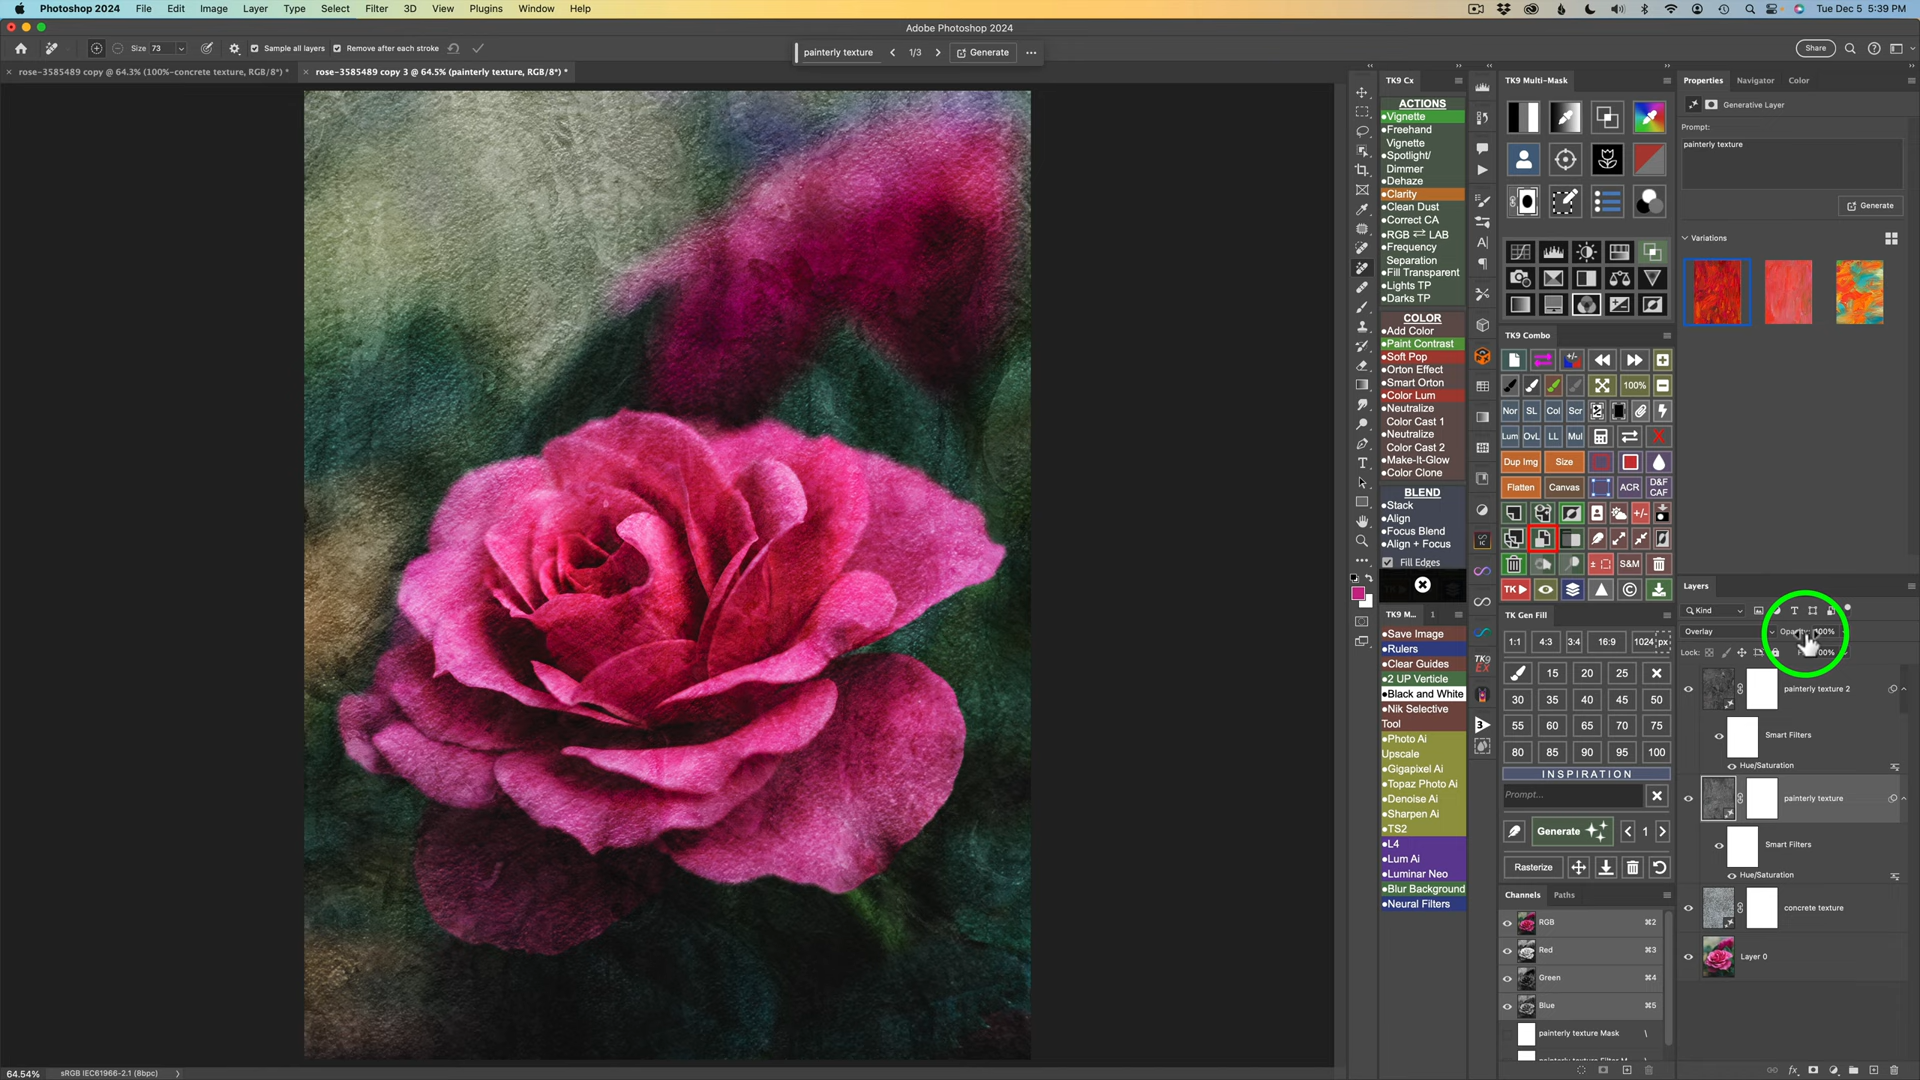 Photoshop 2024 File Edit Image Layer Type Select Filter 3D View Plugins Window Help
Tue Dec 5 5:39 PM
Adobe Photoshop 2024
Size 73 Sample all layers Remove after each stroke
painterly texture 1/3 Generate
Share
rose-3585489 copy @ 64.3% (100%-concrete texture, RGB/8*) *
rose-3585489 copy 3 @ 64.5% (painterly texture, RGB/8*) *
TK9 Cx
ACTIONS
Vignette
Freehand
Vignette
Spotlight/
Dimmer
Dehaze
Clarity
Clean Dust
Correct CA
RGB ⇄ LAB
Frequency
Separation
Fill Transparent
Lights TP
Darks TP
COLOR
Add Color
Paint Contrast
Soft Pop
Orton Effect
Smart Orton
Color Lum
Neutralize
Color Cast 1
Neutralize
Color Cast 2
Make-It-Glow
Color Clone
BLEND
Stack
Align
Focus Blend
Align + Focus
Fill Edges
TK9 M... 1
Save Image
Rulers
Clear Guides
2 UP Verticle
Black and White
Nik Selective
Tool
Photo Ai
Upscale
Gigapixel Ai
Topaz Photo Ai
Denoise Ai
Sharpen Ai
TS2
L4
Lum Ai
Luminar Neo
Blur Background
Neural Filters
TK9 Multi-Mask
TK9 Combo
100%
Nor SL Col Scr
Lum OvL LL Mul
Dup Img Size
Flatten Canvas ACR D&F
CAF
S&M
TK
TK Gen Fill
1:1 4:3 3:4 16:9 1024 px
15 20 25
30 35 40 45 50
55 60 65 70 75
80 85 90 95 100
INSPIRATION
Prompt...
Generate 1
Rasterize
Channels Paths
RGB ⌘2
Red ⌘3
Green ⌘4
Blue ⌘5
painterly texture Mask \
Properties Navigator Color
Generative Layer
Prompt:
painterly texture
Generate
Variations
Layers
Kind
Overlay 100%
Lock: 100%
painterly texture 2
Smart Filters
Hue/Saturation
painterly texture
Smart Filters
Hue/Saturation
concrete texture
Layer 0
64.54% sRGB IEC61966-2.1 (8bpc)